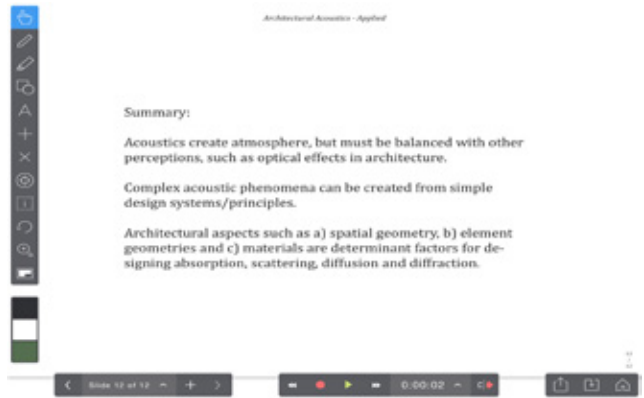 Architectural Acoustics - Applied
Summary:
Acoustics create atmosphere, but must be balanced with other
perceptions, such as optical effects in architecture.
Complex acoustic phenomena can be created from simple
design systems/principles.
Architectural aspects such as a) spatial geometry, b) element
geometries and c) materials are determinant factors for de-
signing absorption, scattering, diffusion and diffraction.
Slide 12 of 12
0:00:02